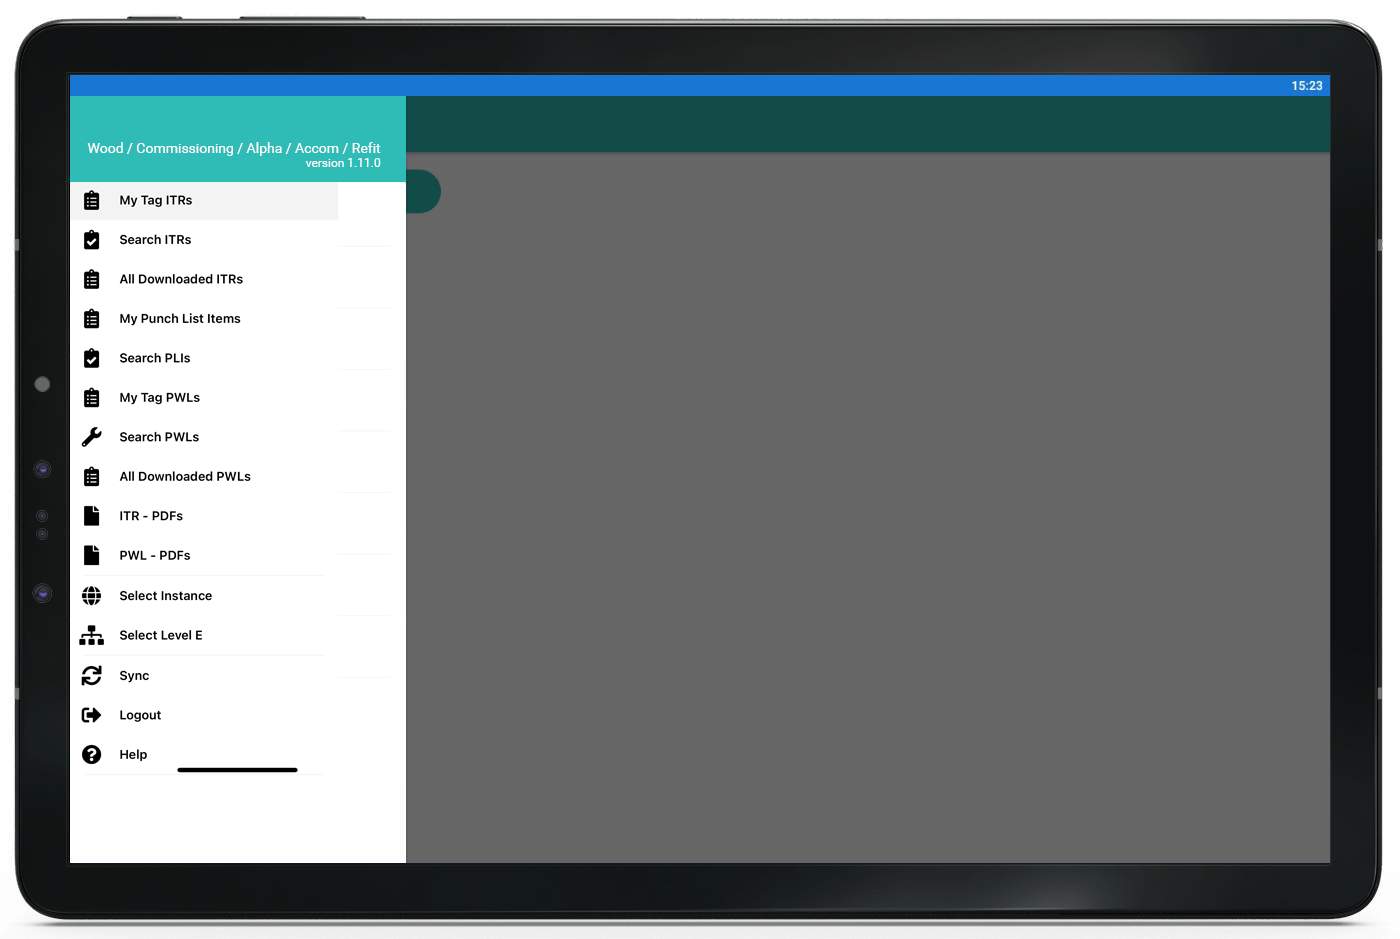 15:23
Wood / Commissioning / Alpha / Accom / Refit
version 1.11.0
My Tag ITRs
Search ITRs
All Downloaded ITRs
My Punch List Items
Search PLIs
My Tag PWLs
Search PWLs
All Downloaded PWLs
ITR - PDFs
PWL - PDFs
Select Instance
Select Level E
Sync
Logout
Help